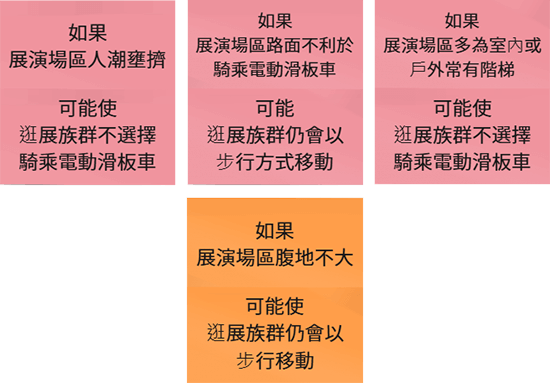 如果
展演場區人潮壅擠
可能使
逛展族群不選擇
騎乘電動滑板車
如果
展演場區路面不利於
騎乘電動滑板車
可能
逛展族群仍會以
步行方式移動
如果
展演場區多為室內或
戶外常有階梯
可能使
逛展族群不選擇
騎乘電動滑板車
如果
展演場區腹地不大
可能使
逛展族群仍會以
步行移動